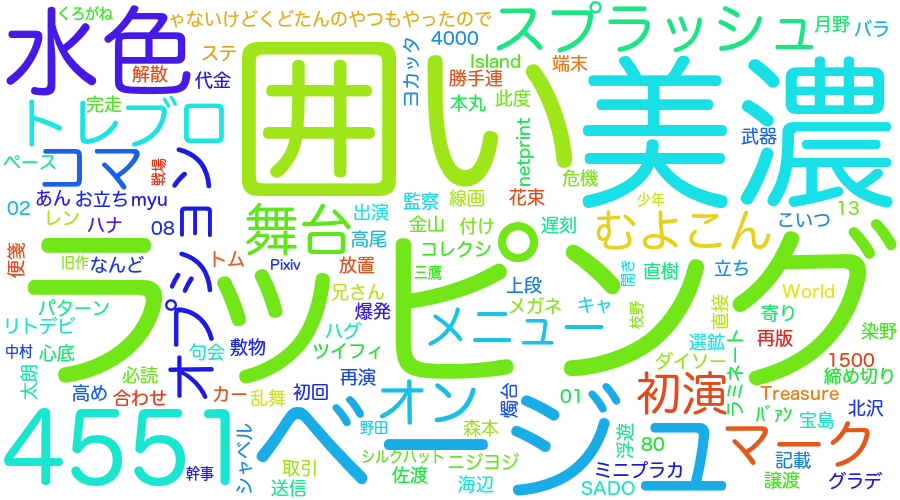 くろがね
ゃないけどくどたんのやつもやったので
水色
ステ
解散
代金
囲い
ヨカッタ
4000
Island
勝手連
本丸
此度
スプラッシュ
端末
月野
バラ
美濃
武器
トレブロ
完走
ペース
コマ
戦場
オプション
netprint
危機
あん
お立ち
myu
02
レン
ハナ
08
舞台
出演
監察
線画
花束
少年
高尾
金山
付け
遅刻
むよこん
こいつ
13
便箋
旧作
なんど
トム
Pixiv
放置
コレクシ
三鷹
開き
直樹
立ち
ラッピング
パターン
兄さん
爆発
上段
メガネ
キャ
枝野
直接
World
寄り
リトデビ
ハグ
ツイフィ
メニュー
選鉱
ラミネート
再版
染野
中村
心底
句会
敷物
太朗
必読
ダイソー
1500
締め切り
高め
合わせ
カー
乱舞
初回
再演
燭台
オン
01
初演
Treasure
バァン
宝島
北沢
4551
シャベル
ベージュ
野田
森本
浮遊
80
マーク
記載
幹事
取引
送信
シルクハット
佐渡
ニジヨジ
海辺
ミニプラカ
SADO
譲渡
グラデ